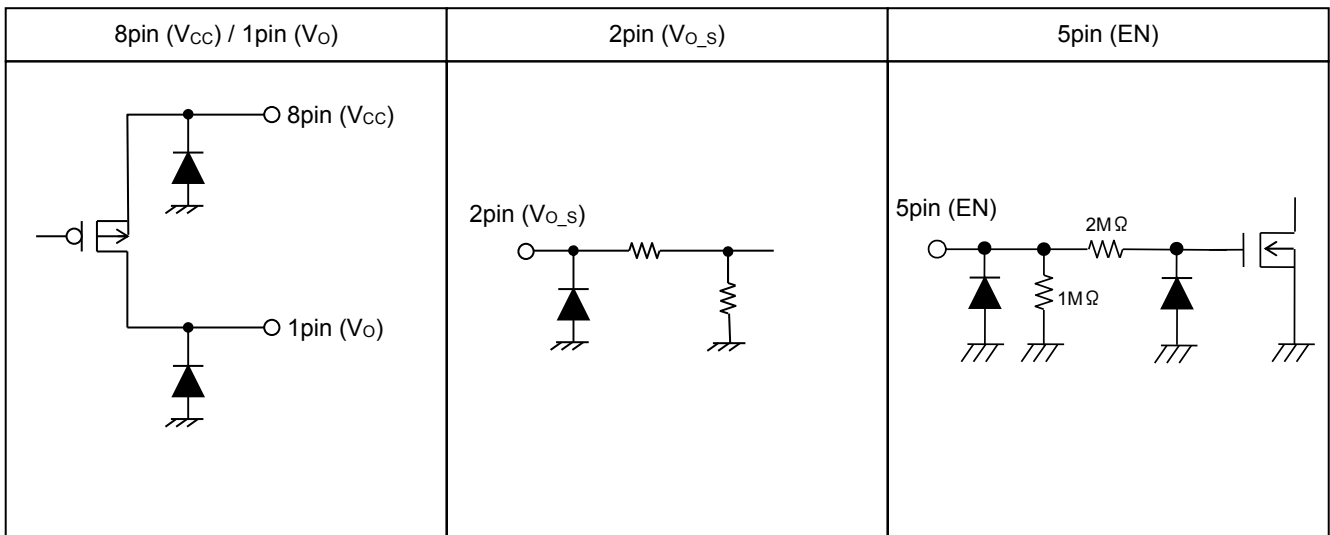 8pin (VCC) / 1pin (VO)
2pin (VO_S)
5pin (EN)
8pin (VCC)
1pin (VO)
2pin (VO_S)
5pin (EN)
2MΩ
1MΩ